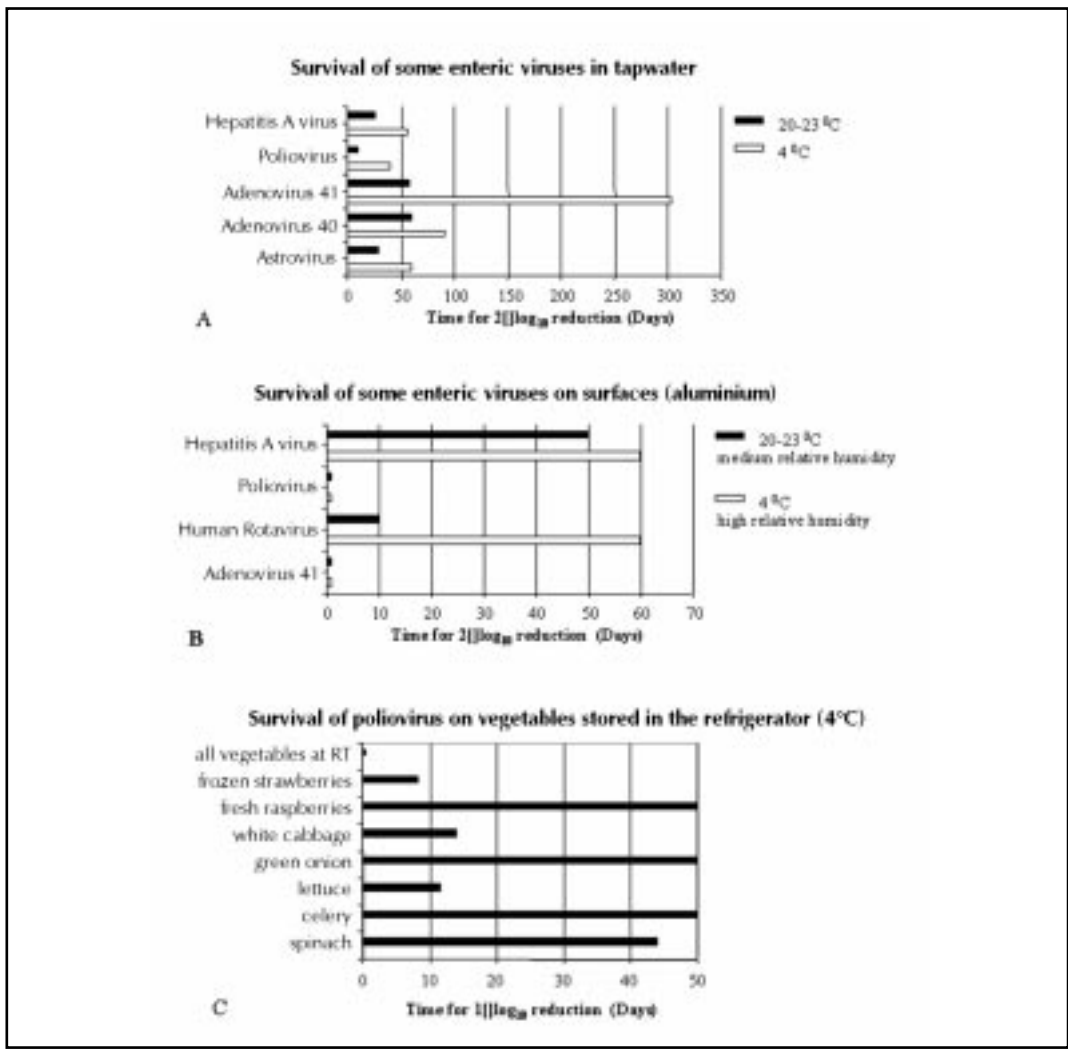 Survival of some enteric viruses in tapwater
Hepatitis A virus
Poliovirus
Adenovirus 41
Adenovirus 40
Astrovirus
20-23 ºC
4 ºC
0 50 100 150 200 250 300 350
Time for 2[]log₁₀ reduction (Days)
A
Survival of some enteric viruses on surfaces (aluminium)
Hepatitis A virus
Poliovirus
Human Rotavirus
Adenovirus 41
20-23 ºC
medium relative humidity
4 ºC
high relative humidity
0 10 20 30 40 50 60 70
Time for 2[]log₁₀ reduction (Days)
B
Survival of poliovirus on vegetables stored in the refrigerator (4°C)
all vegetables at RT
frozen strawberries
fresh raspberries
white cabbage
green onion
lettuce
celery
spinach
0 10 20 30 40 50
Time for 1[]log₁₀ reduction (Days)
C